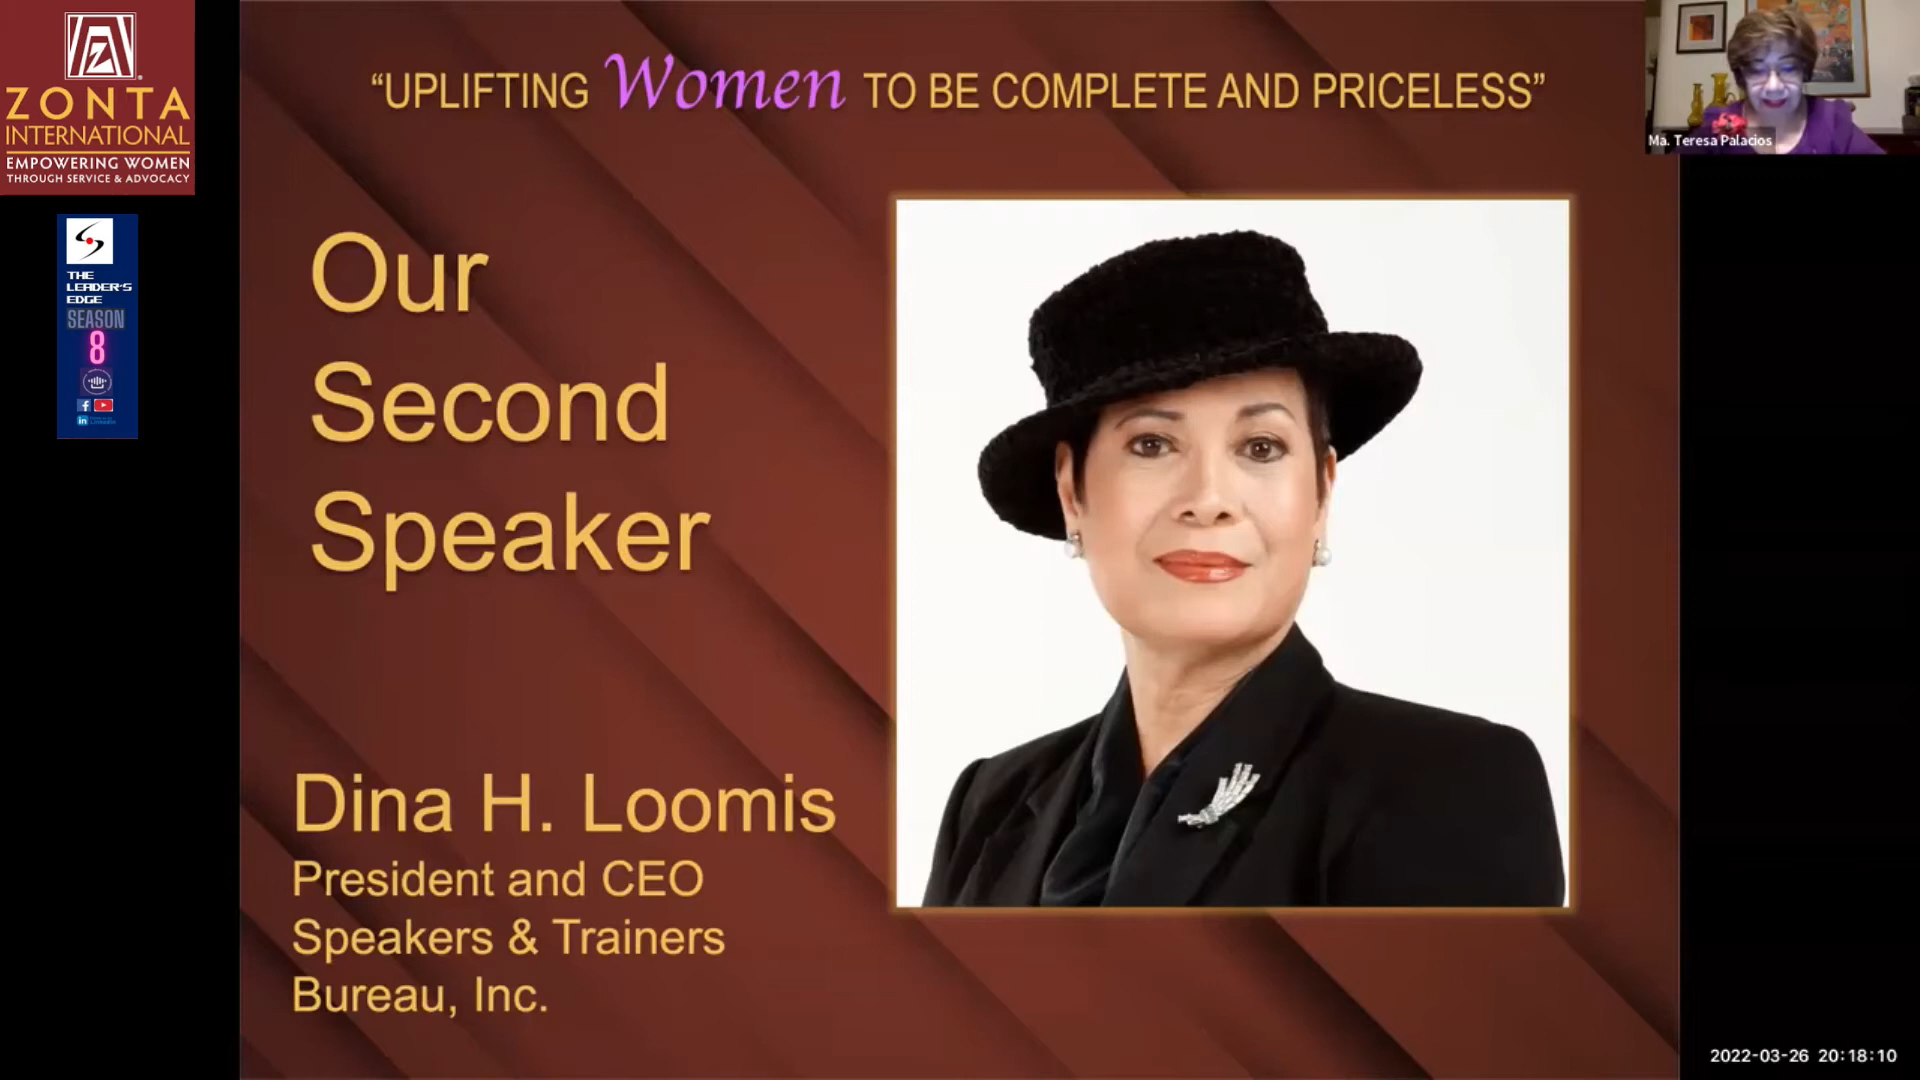 ZONTA
INTERNATIONAL
EMPOWERING WOMEN
THROUGH SERVICE & ADVOCACY
THE
LEADER'S
EDGE
SEASON
8
“UPLIFTING Women TO BE COMPLETE AND PRICELESS”
Our
Second
Speaker
Dina H. Loomis
President and CEO
Speakers & Trainers
Bureau, Inc.
Ma. Teresa Palacios
2022-03-26 20:18:10